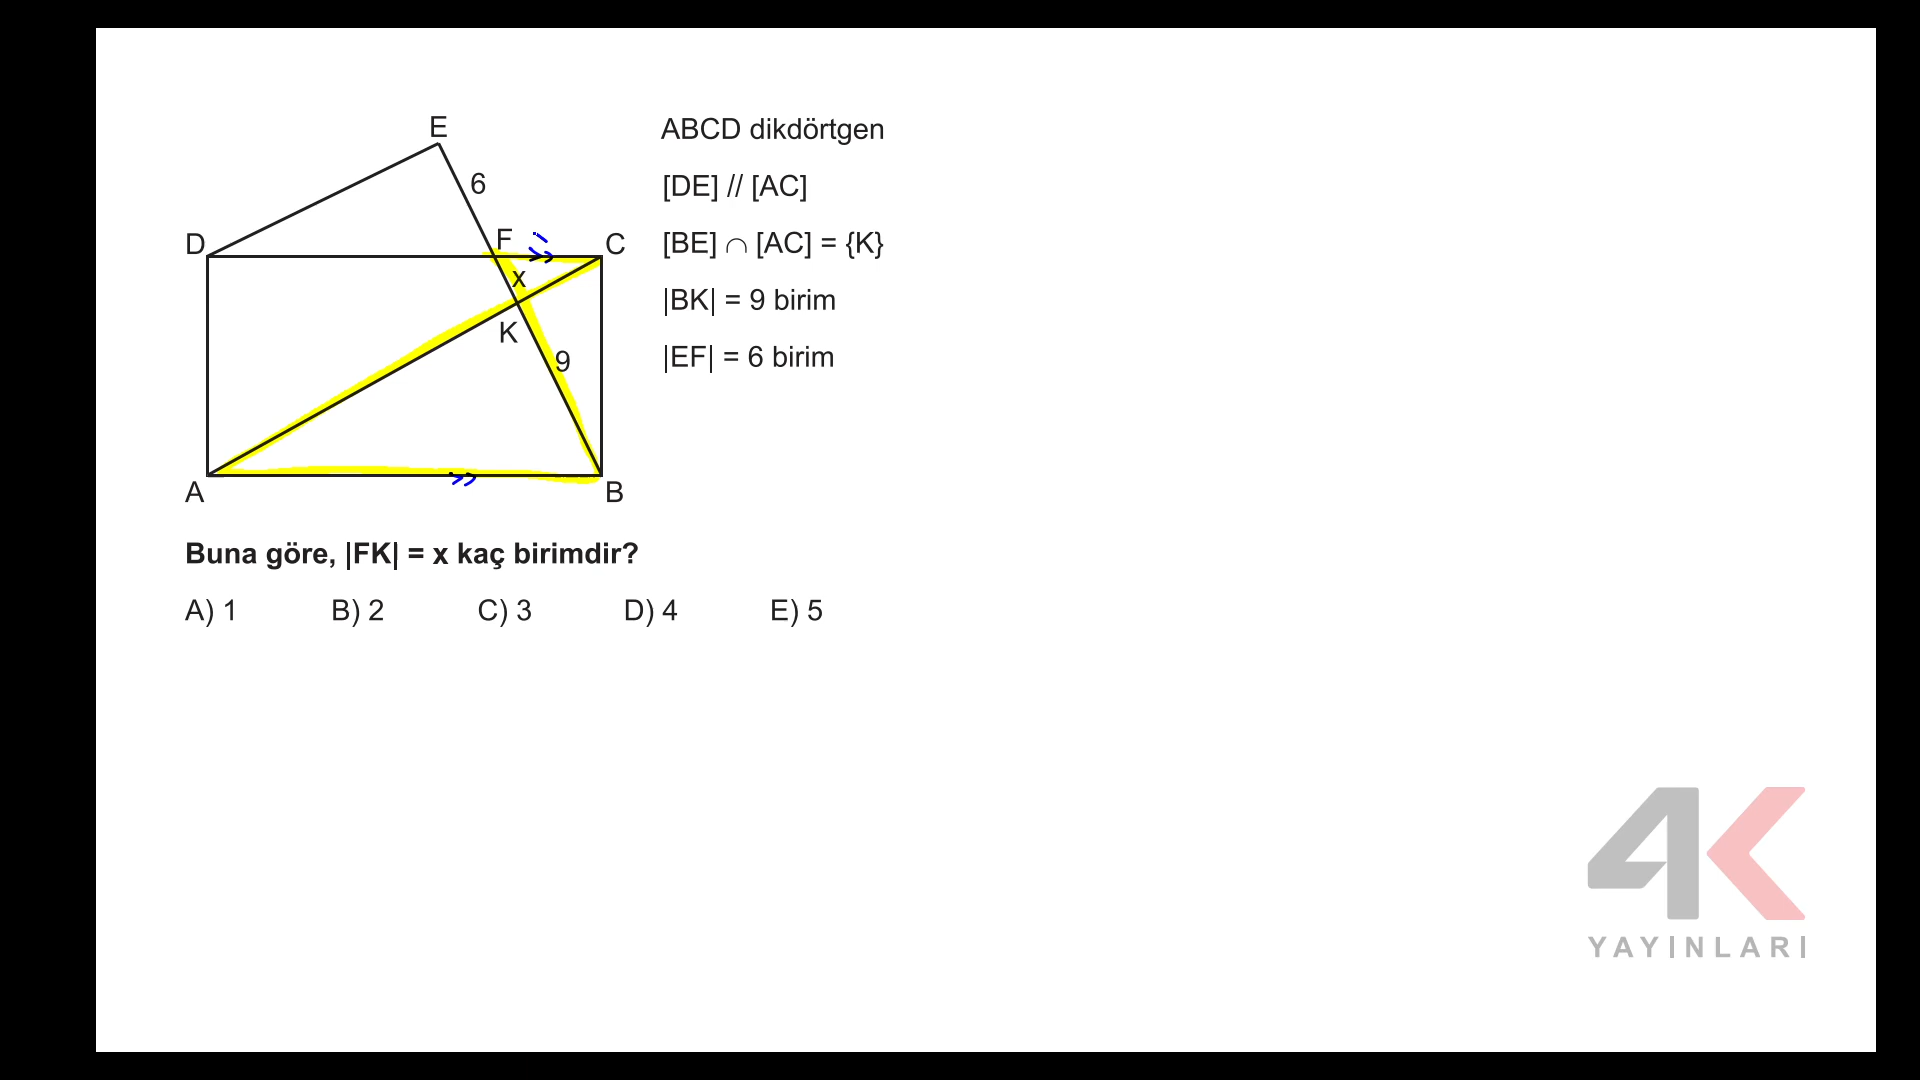 E
6
D
F
C
x
K
9
A
B
ABCD dikdörtgen
[DE] // [AC]
[BE] ∩ [AC] = {K}
|BK| = 9 birim
|EF| = 6 birim
Buna göre, |FK| = x kaç birimdir?
A) 1 B) 2 C) 3 D) 4 E) 5
4K
YAYINLARI